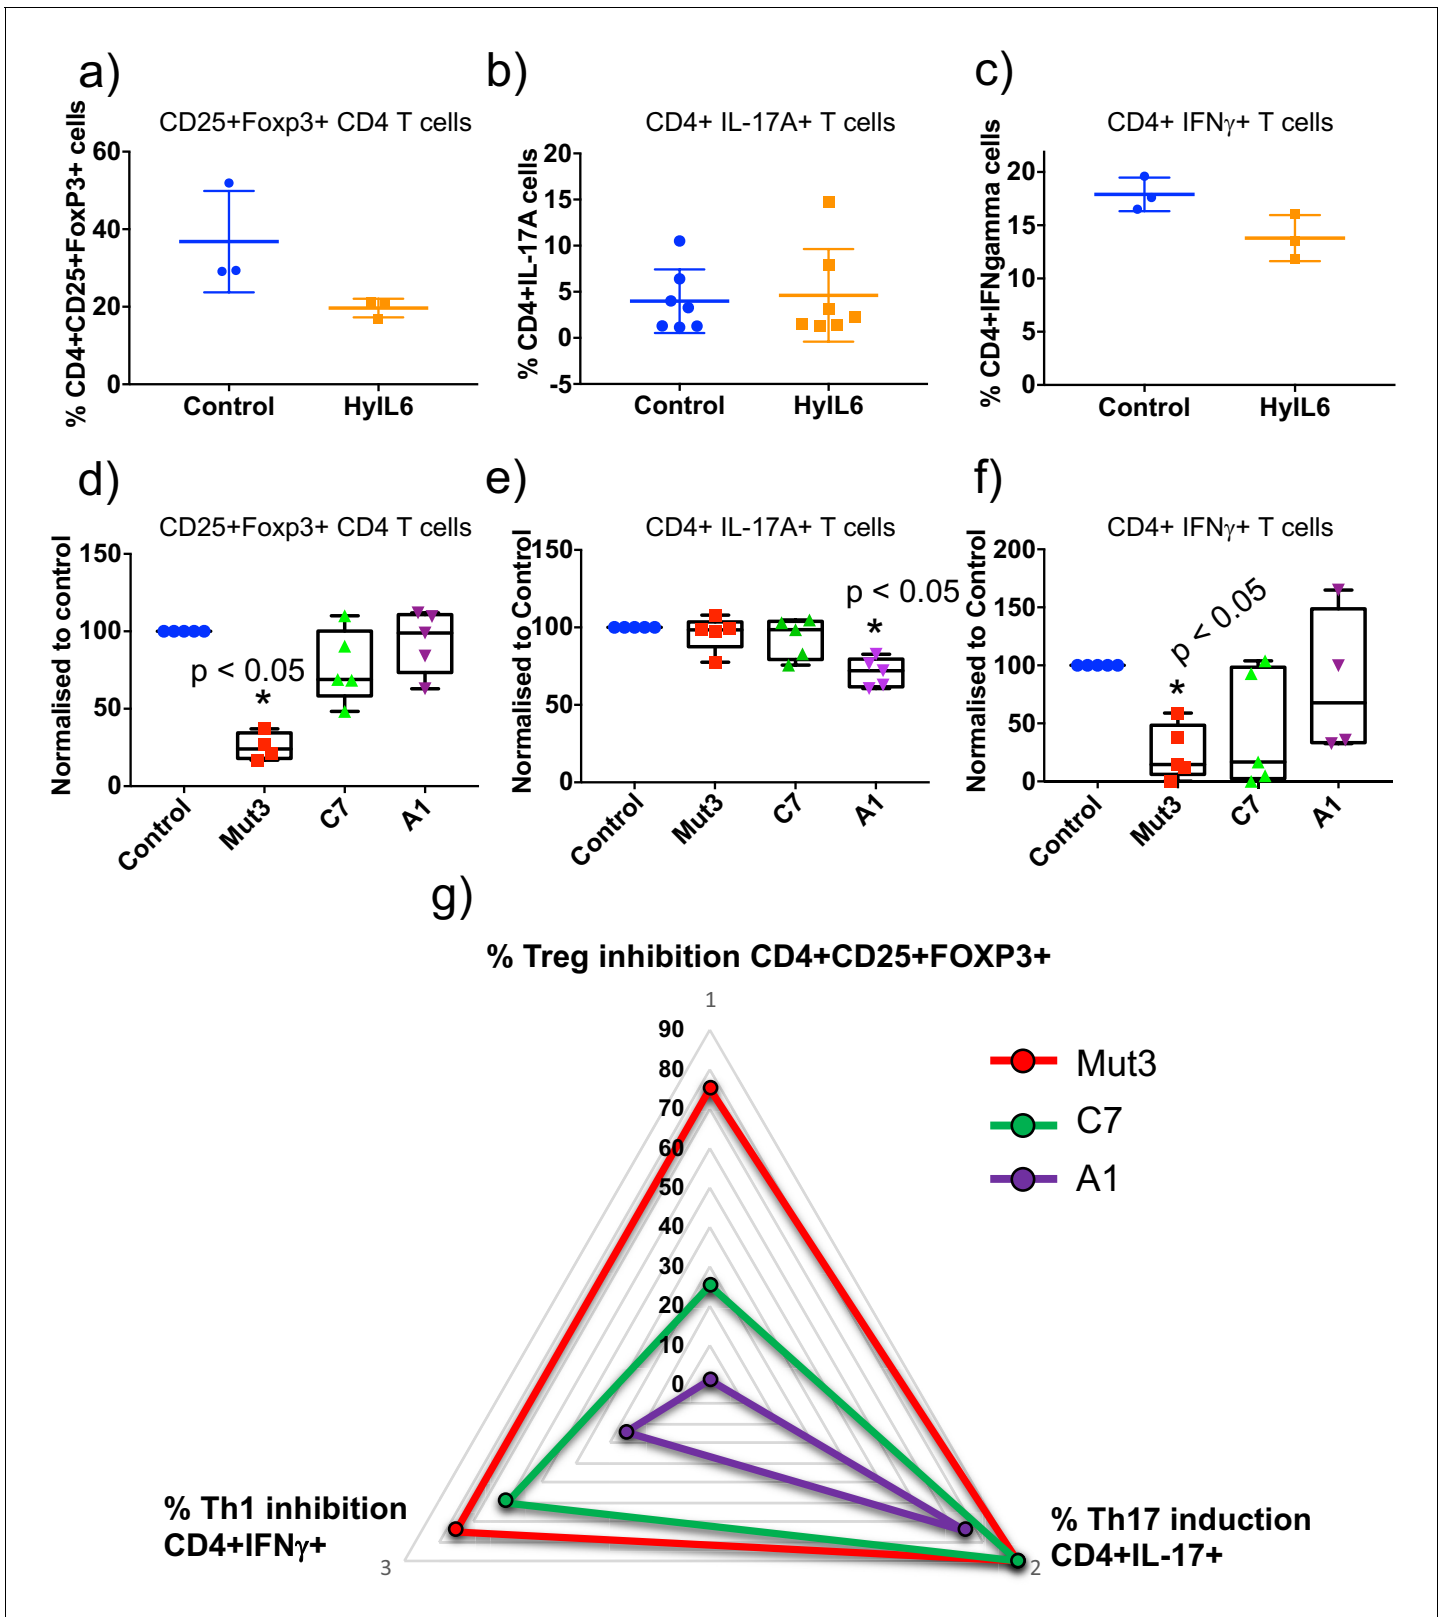 a)
CD25+Foxp3+ CD4 T cells
% CD4+CD25+FoxP3+ cells
60
40
20
0
Control
HyIL6
b)
CD4+ IL-17A+ T cells
% CD4+IL-17A cells
20
15
10
5
0
-5
Control
HyIL6
c)
CD4+ IFNγ+ T cells
% CD4+IFNgamma cells
20
15
10
5
0
Control
HyIL6
d)
CD25+Foxp3+ CD4 T cells
Normalised to control
150
100
50
0
p < 0.05
*
Control
Mut3
C7
A1
e)
CD4+ IL-17A+ T cells
Normalised to Control
150
100
50
0
p < 0.05
*
Control
Mut3
C7
A1
f)
CD4+ IFNγ+ T cells
Normalised to Control
200
150
100
50
0
p < 0.05
*
Control
Mut3
C7
A1
g)
% Treg inhibition CD4+CD25+FOXP3+
1
90
80
70
60
50
40
30
20
10
0
Mut3
C7
A1
% Th1 inhibition
CD4+IFNγ+
3
% Th17 induction
CD4+IL-17+
2